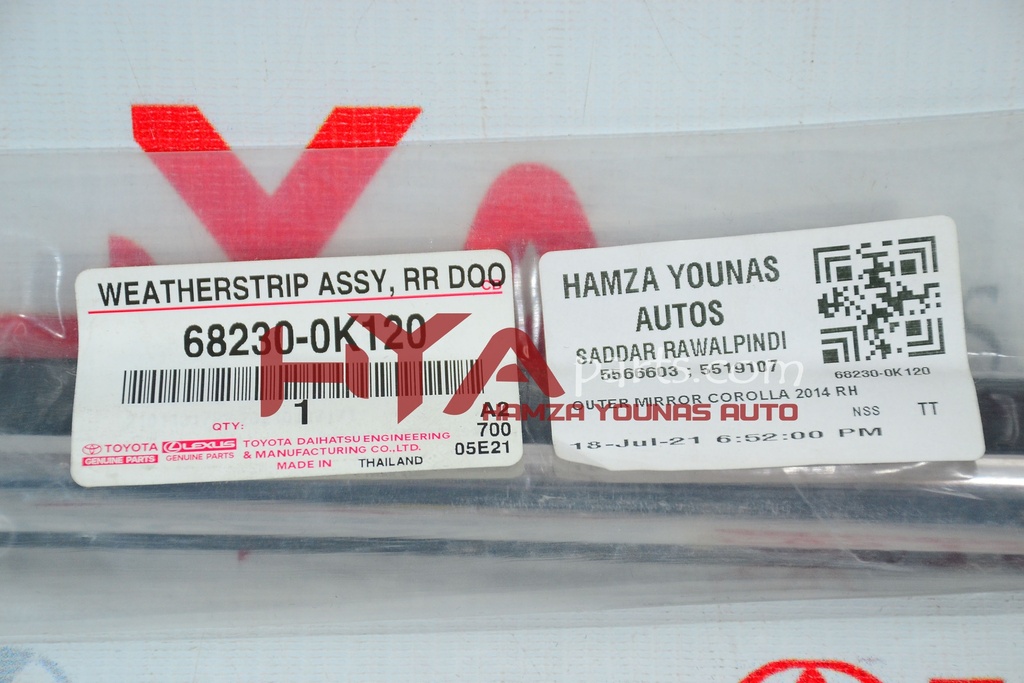 WEATHERSTRIP ASSY, RR DOO
68230-0K120
QTY: 1
A2
700
05E21
TOYOTA
GENUINE PARTS
LEXUS
GENUINE PARTS
TOYOTA DAIHATSU ENGINEERING
& MANUFACTURING CO.,LTD.
MADE IN THAILAND
HAMZA YOUNAS
AUTOS
SADDAR RAWALPINDI
5566603 ; 5519107
68230-0K120
OUTER MIRROR COROLLA 2014 RH
NSS TT
18-Jul-21 6:52:00 PM
HYA
parts.com
HAMZA YOUNAS AUTO